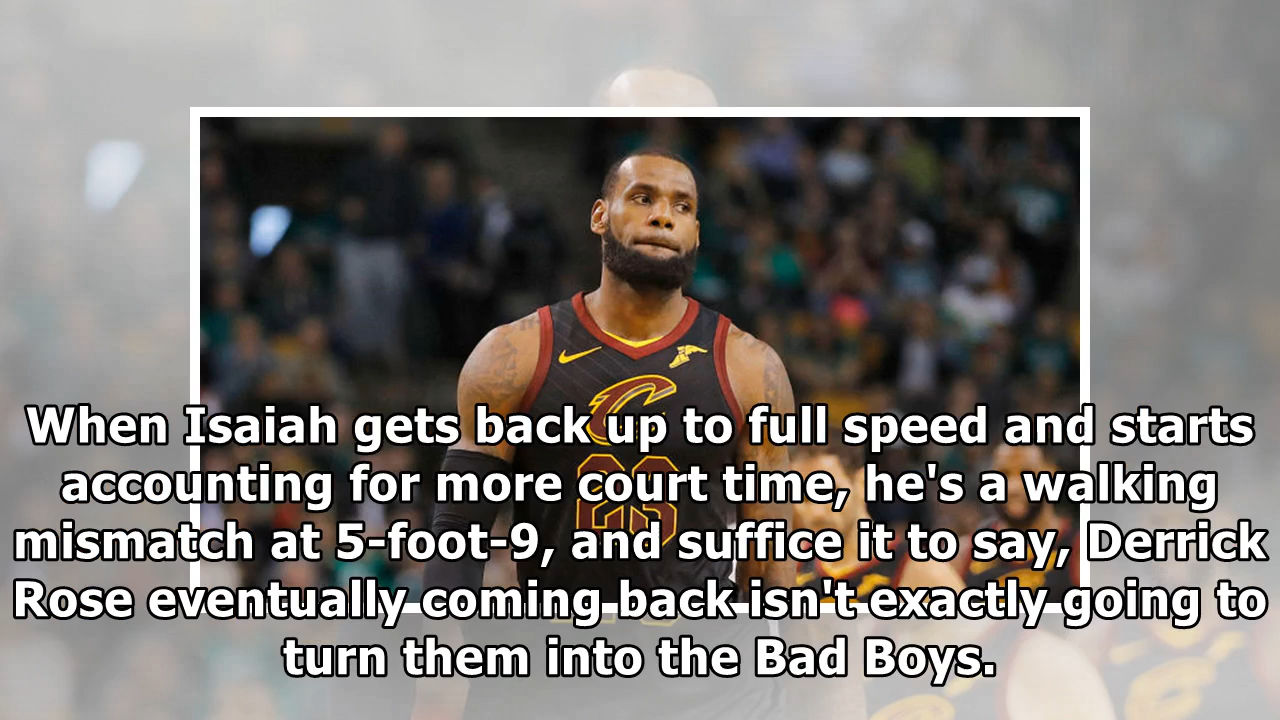 When Isaiah gets back up to full speed and starts
accounting for more court time, he's a walking
mismatch at 5-foot-9, and suffice it to say, Derrick
Rose eventually coming back isn't exactly going to
turn them into the Bad Boys.
C
23